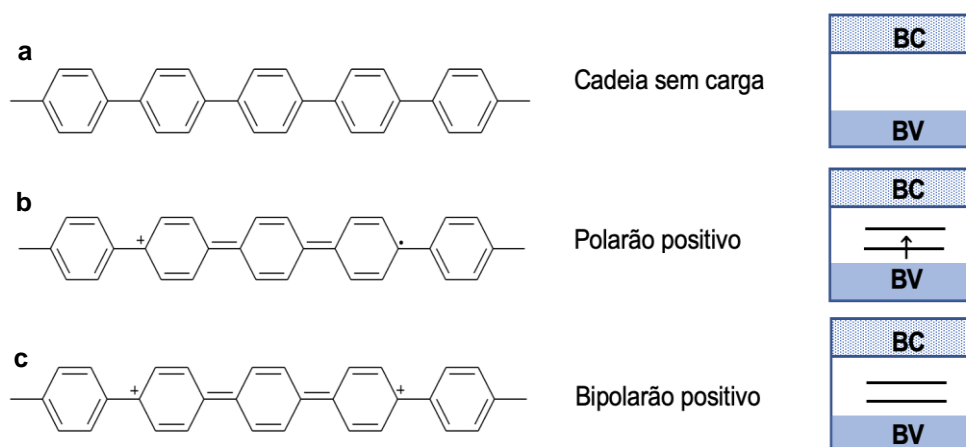 BC
a
Cadeia sem carga
BV
BC
b
+
Polarão positivo
BV
BC
c
+ +
Bipolarão positivo
BV